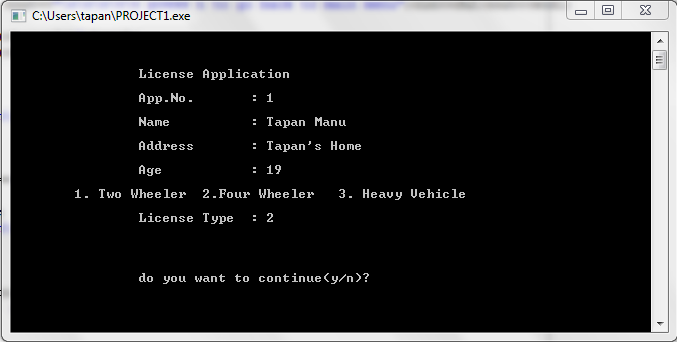 C:\Users\tapan\PROJECT1.exe
License Application
App.No. : 1
Name : Tapan Manu
Address : Tapan's Home
Age : 19
1. Two Wheeler 2.Four Wheeler 3. Heavy Vehicle
License Type : 2
do you want to continue(y/n)?